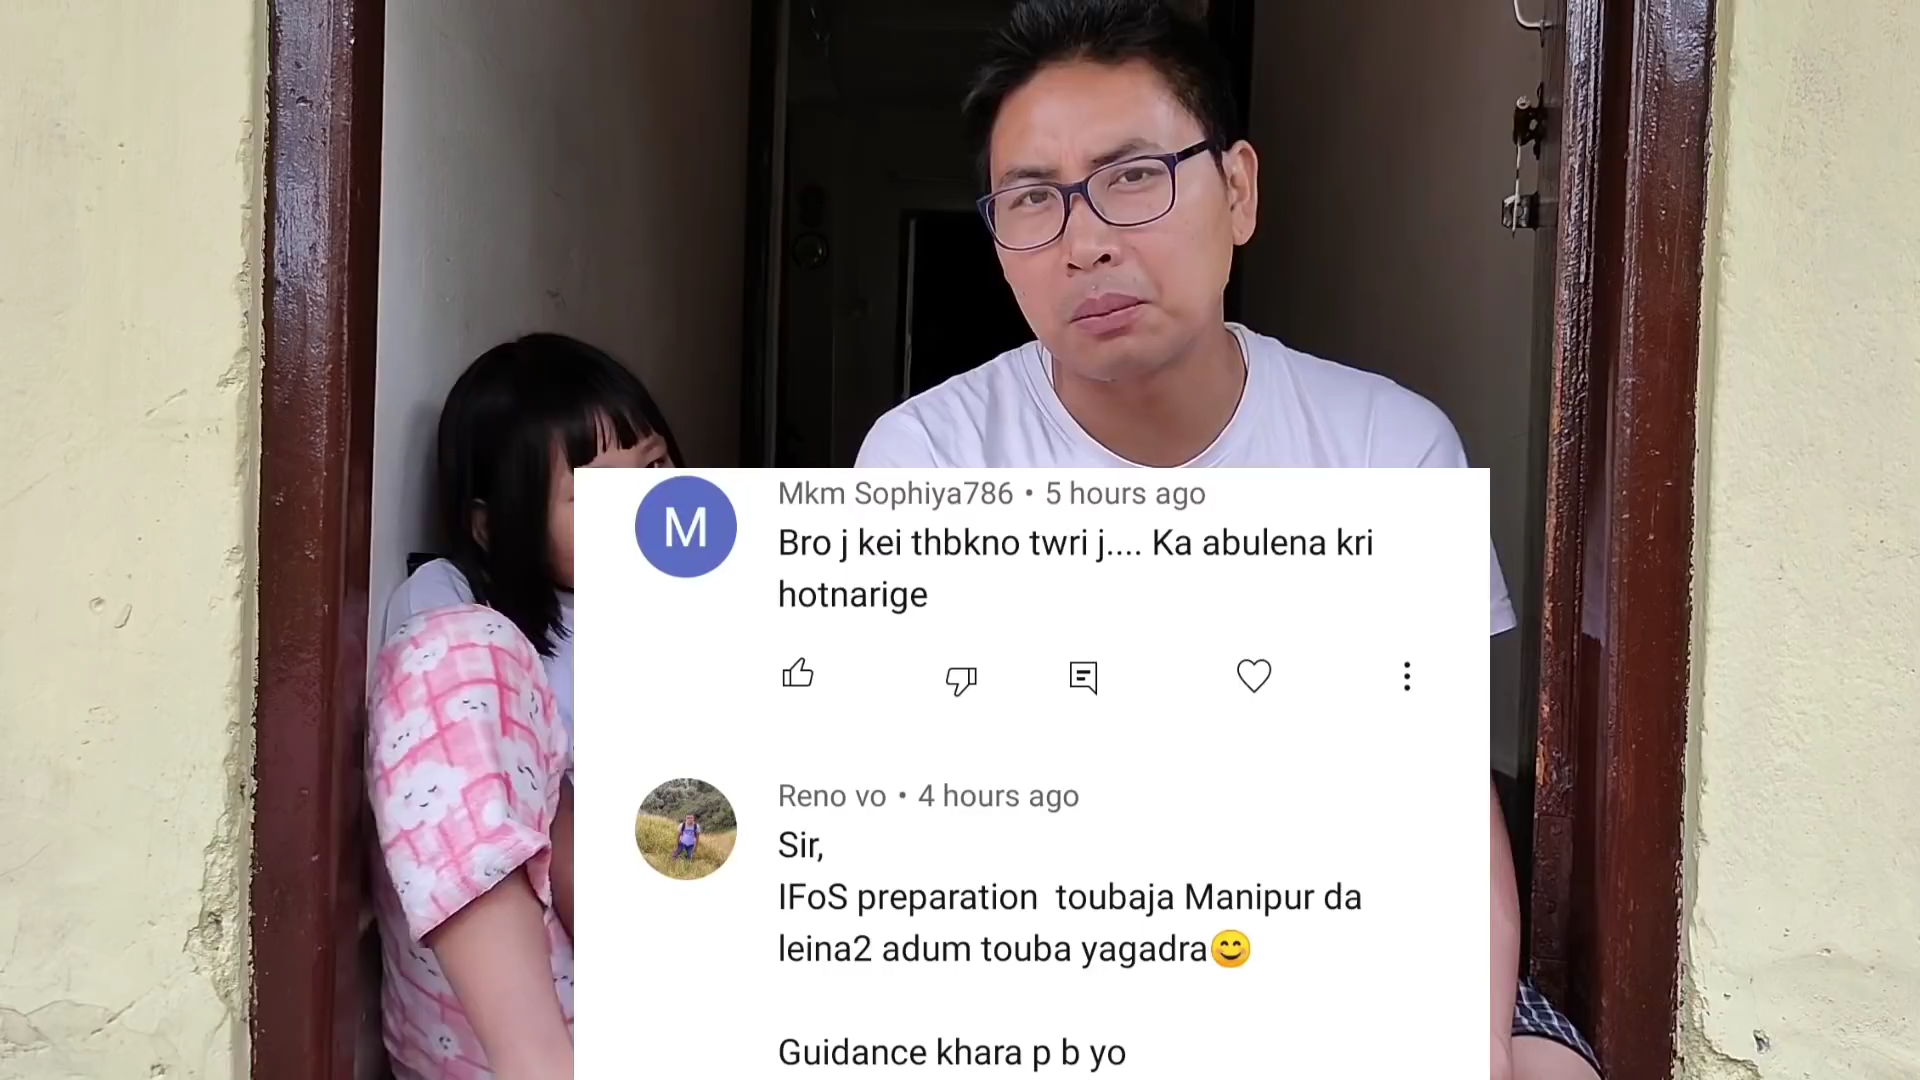 M
Mkm Sophiya786 • 5 hours ago
Bro j kei thbkno twri j.... Ka abulena kri
hotnarige
Reno vo • 4 hours ago
Sir,
IFoS preparation toubaja Manipur da
leina2 adum touba yagadra😊
Guidance khara p b yo